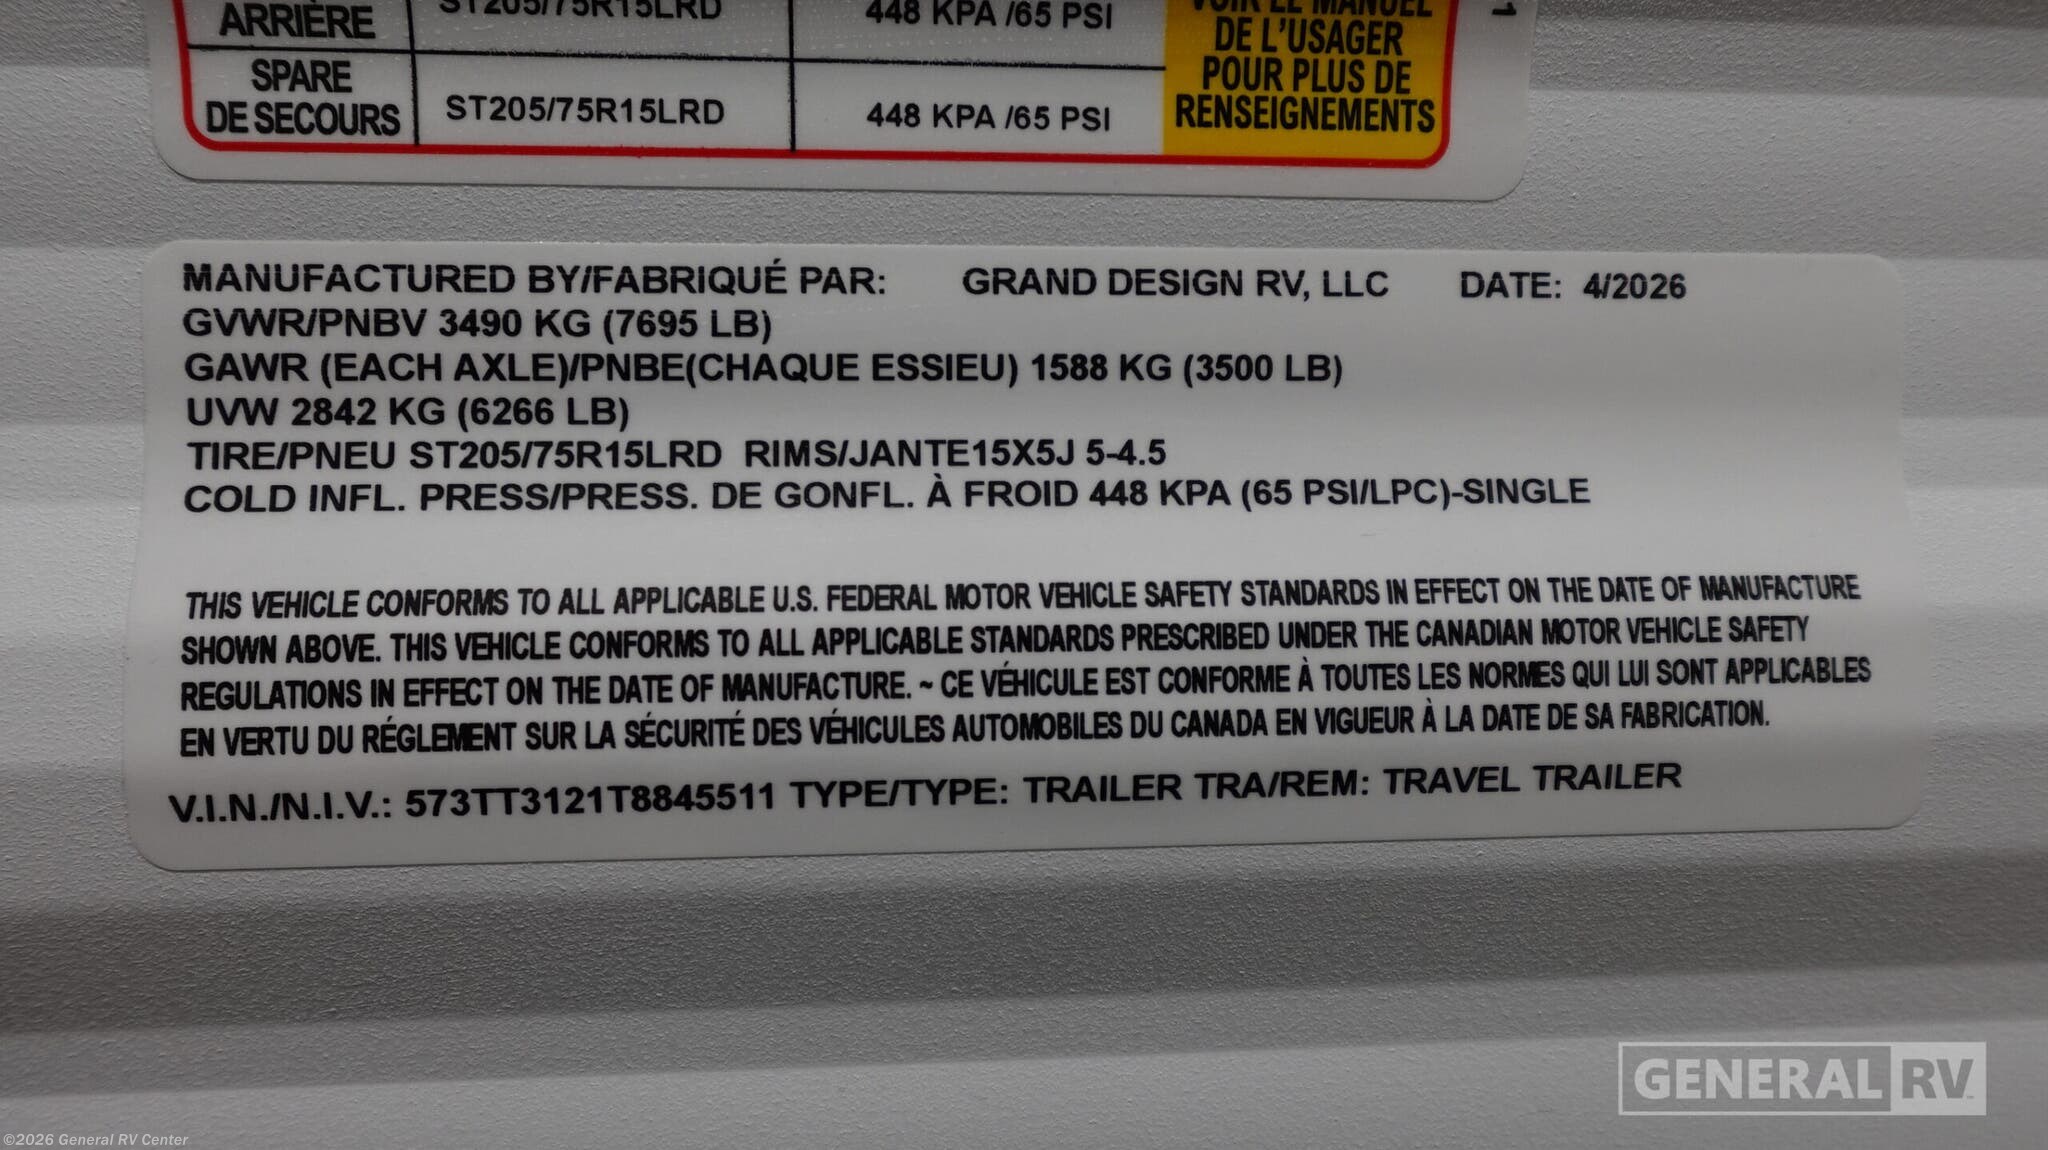 ARRIÈRE ST205/75R15LRD 448 KPA /65 PSI
VOIR LE MANUEL
DE L'USAGER
POUR PLUS DE
RENSEIGNEMENTS
SPARE
DE SECOURS ST205/75R15LRD 448 KPA /65 PSI
MANUFACTURED BY/FABRIQUÉ PAR: GRAND DESIGN RV, LLC DATE: 4/2026
GVWR/PNBV 3490 KG (7695 LB)
GAWR (EACH AXLE)/PNBE(CHAQUE ESSIEU) 1588 KG (3500 LB)
UVW 2842 KG (6266 LB)
TIRE/PNEU ST205/75R15LRD RIMS/JANTE15X5J 5-4.5
COLD INFL. PRESS/PRESS. DE GONFL. À FROID 448 KPA (65 PSI/LPC)-SINGLE
THIS VEHICLE CONFORMS TO ALL APPLICABLE U.S. FEDERAL MOTOR VEHICLE SAFETY STANDARDS IN EFFECT ON THE DATE OF MANUFACTURE
SHOWN ABOVE. THIS VEHICLE CONFORMS TO ALL APPLICABLE STANDARDS PRESCRIBED UNDER THE CANADIAN MOTOR VEHICLE SAFETY
REGULATIONS IN EFFECT ON THE DATE OF MANUFACTURE. ~ CE VÉHICULE EST CONFORME À TOUTES LES NORMES QUI LUI SONT APPLICABLES
EN VERTU DU RÉGLEMENT SUR LA SÉCURITÉ DES VÉHICULES AUTOMOBILES DU CANADA EN VIGUEUR À LA DATE DE SA FABRICATION.
V.I.N./N.I.V.: 573TT3121T8845511 TYPE/TYPE: TRAILER TRA/REM: TRAVEL TRAILER
GENERAL RV
©2026 General RV Center